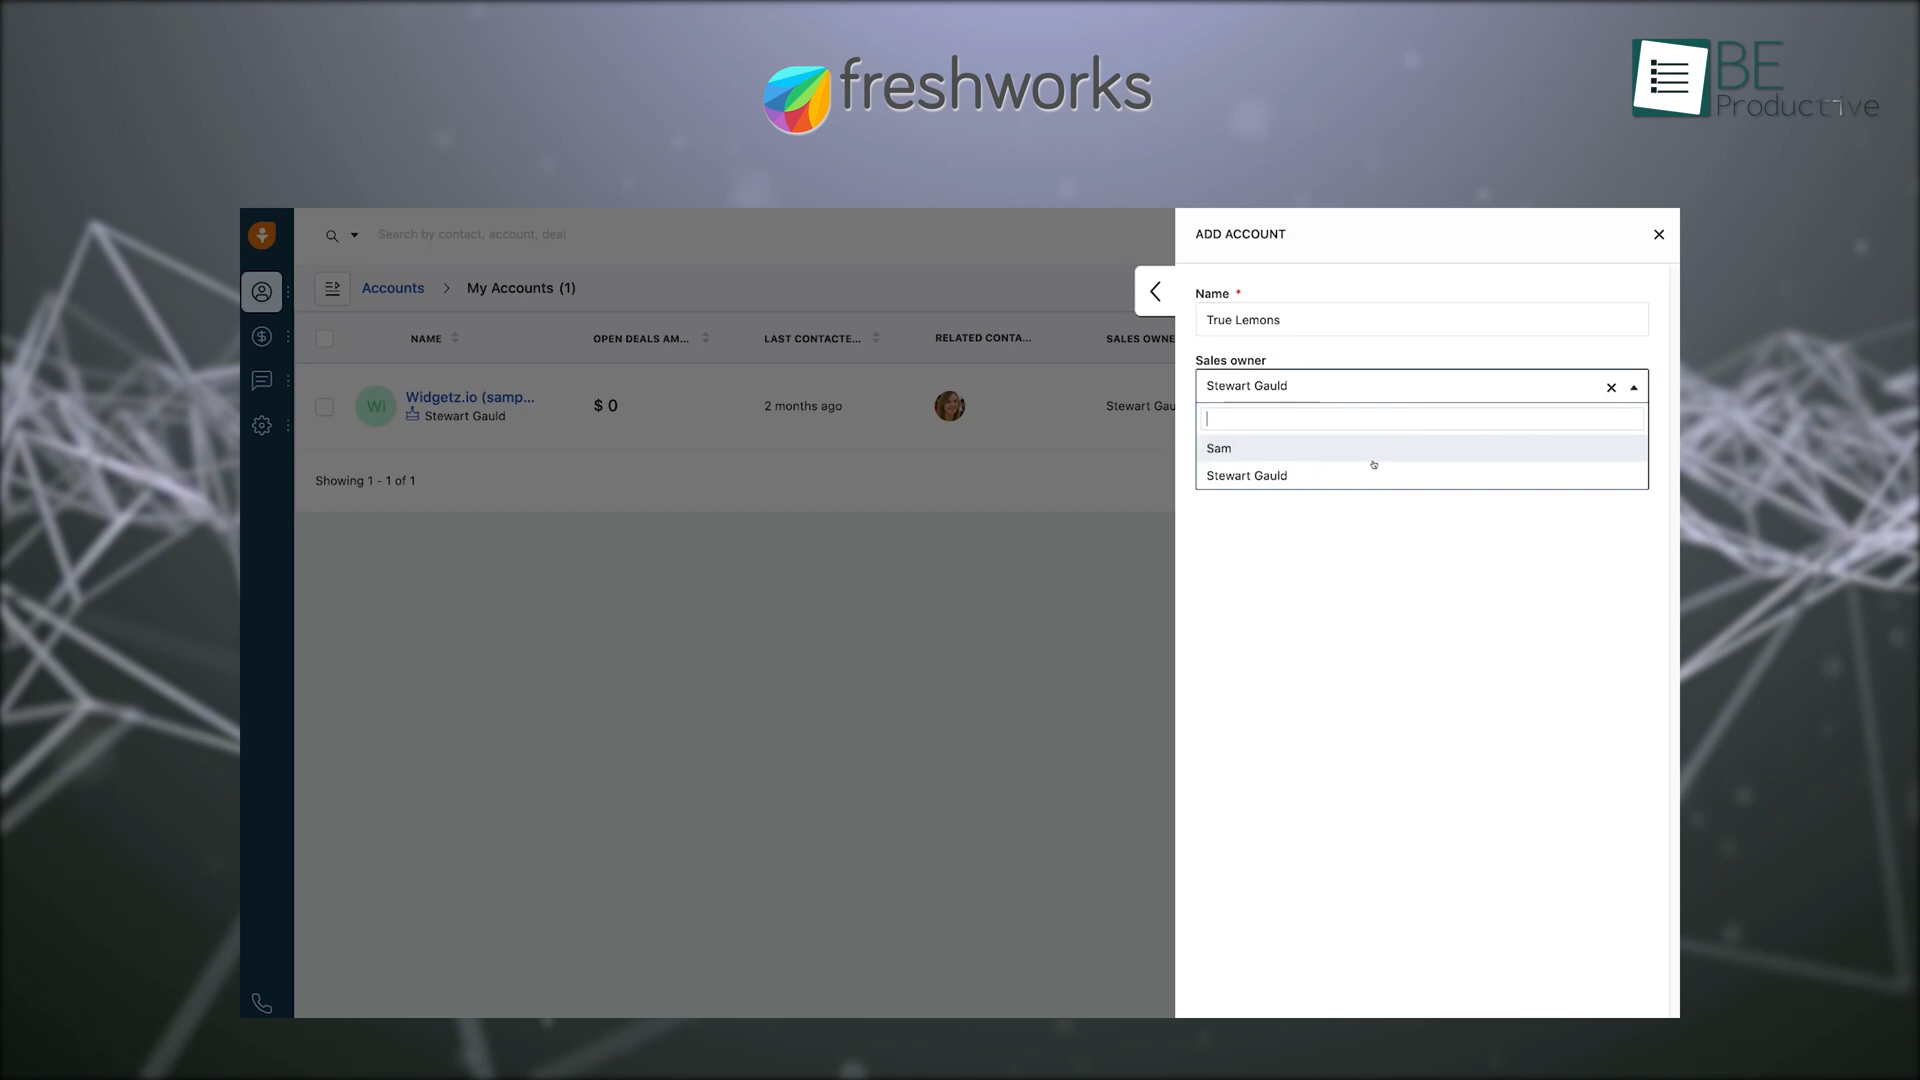 freshworks
BE
Productive
Search by contact, account, deal
ADD ACCOUNT
Accounts > My Accounts (1)
Name *
True Lemons
NAME OPEN DEALS AM... LAST CONTACTE... RELATED CONTA... SALES OWNE
Sales owner
Stewart Gauld
Wi Widgetz.io (samp... $ 0 2 months ago Stewart Gau
Stewart Gauld
Sam
Stewart Gauld
Showing 1 - 1 of 1